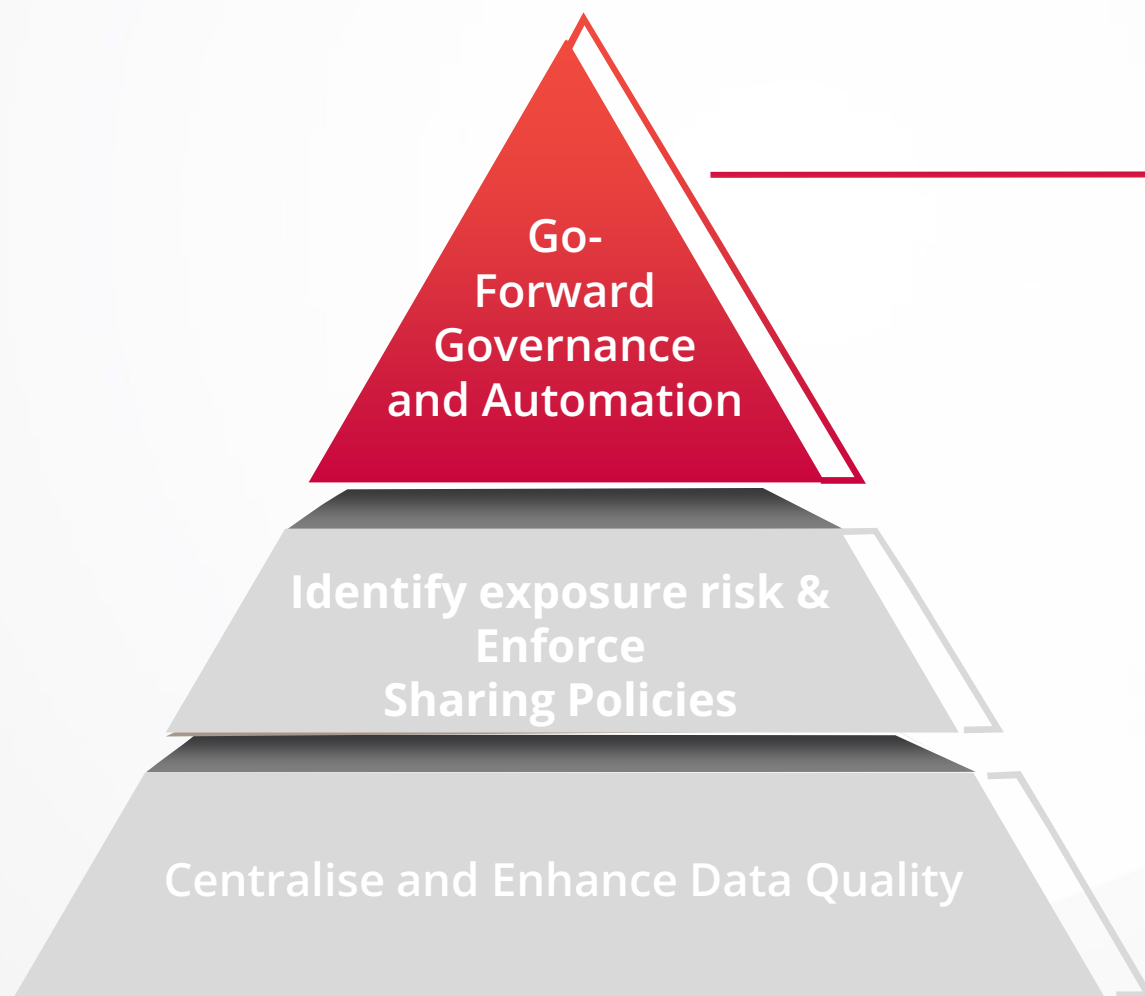 Go-
Forward
Governance
and Automation
Identify exposure risk &
Enforce
Sharing Policies
Centralise and Enhance Data Quality